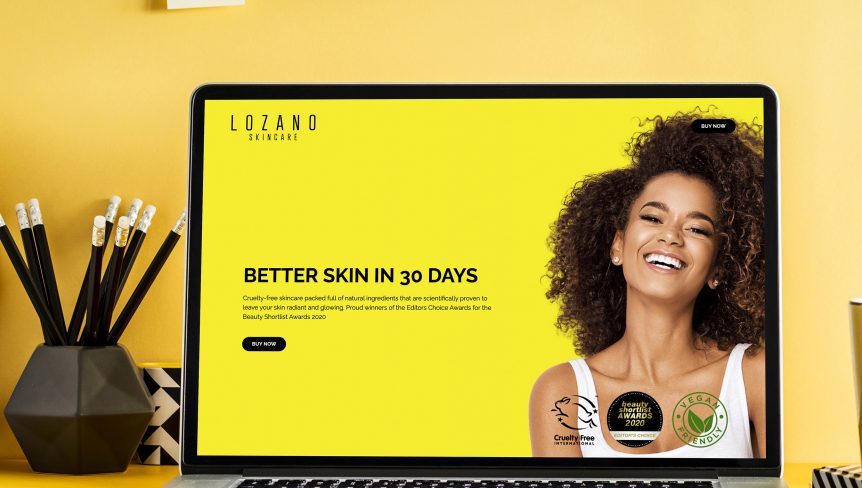 LOZANO
SKINCARE
BUY NOW
BETTER SKIN IN 30 DAYS
Cruelty-free skincare packed full of natural ingredients that are scientifically proven to
leave your skin radiant and glowing. Proud winners of the Editors Choice Awards for the
Beauty Shortlist Awards 2020
BUY NOW
Cruelty Free
INTERNATIONAL
beauty
shortlist
AWARDS
2020
EDITOR'S CHOICE
VEGAN
FRIENDLY